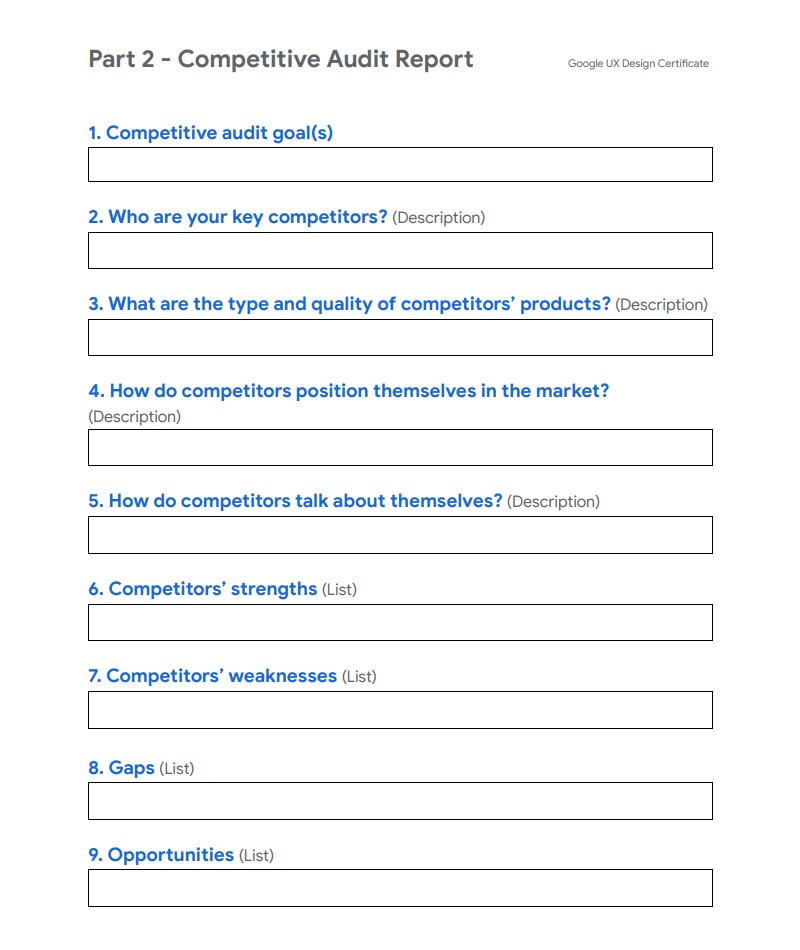 Part 2 - Competitive Audit Report
Google UX Design Certificate
1. Competitive audit goal(s)
2. Who are your key competitors? (Description)
3. What are the type and quality of competitors’ products? (Description)
4. How do competitors position themselves in the market?
(Description)
5. How do competitors talk about themselves? (Description)
6. Competitors’ strengths (List)
7. Competitors’ weaknesses (List)
8. Gaps (List)
9. Opportunities (List)